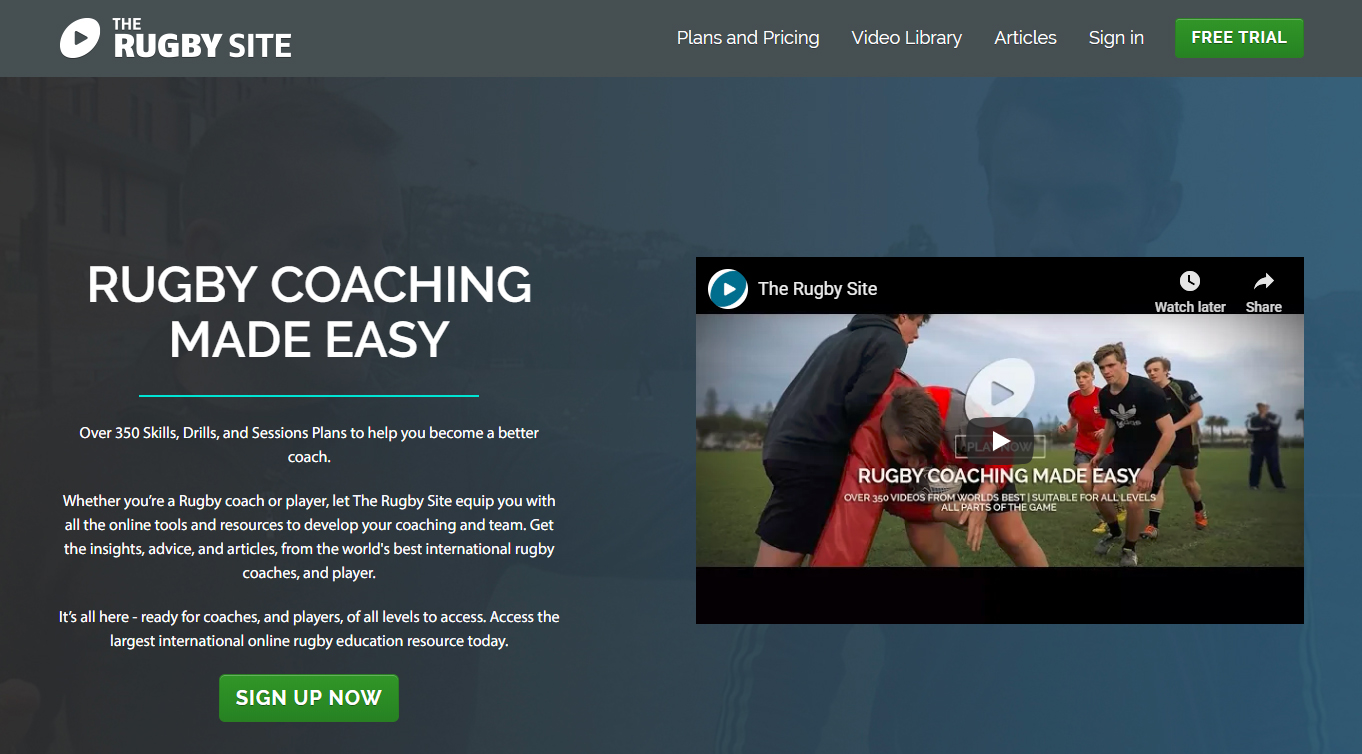 THE
RUGBY SITE
Plans and Pricing
Video Library
Articles
Sign in
FREE TRIAL
RUGBY COACHING
MADE EASY
Over 350 Skills, Drills, and Sessions Plans to help you become a better
coach.
Whether you’re a Rugby coach or player, let The Rugby Site equip you with
all the online tools and resources to develop your coaching and team. Get
the insights, advice, and articles, from the world's best international rugby
coaches, and player.
It’s all here - ready for coaches, and players, of all levels to access. Access the
largest international online rugby education resource today.
SIGN UP NOW
The Rugby Site
Watch later
Share
PLAY NOW
RUGBY COACHING MADE EASY
OVER 350 VIDEOS FROM WORLDS BEST | SUITABLE FOR ALL LEVELS
ALL PARTS OF THE GAME